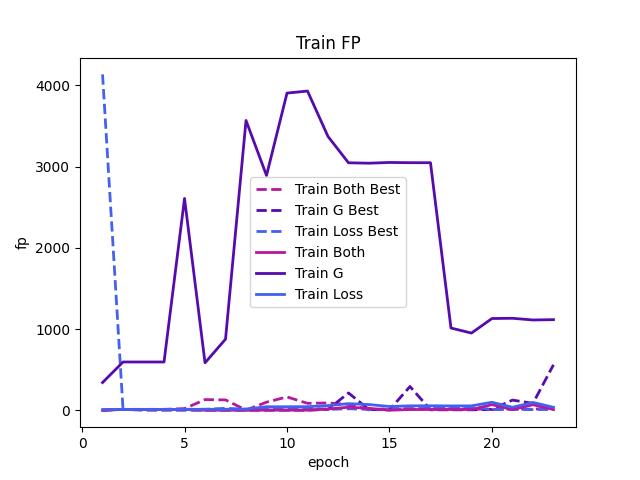 Train FP
4000
3000
2000
1000
0
fp
Train Both Best
Train G Best
Train Loss Best
Train Both
Train G
Train Loss
0 5 10 15 20
epoch